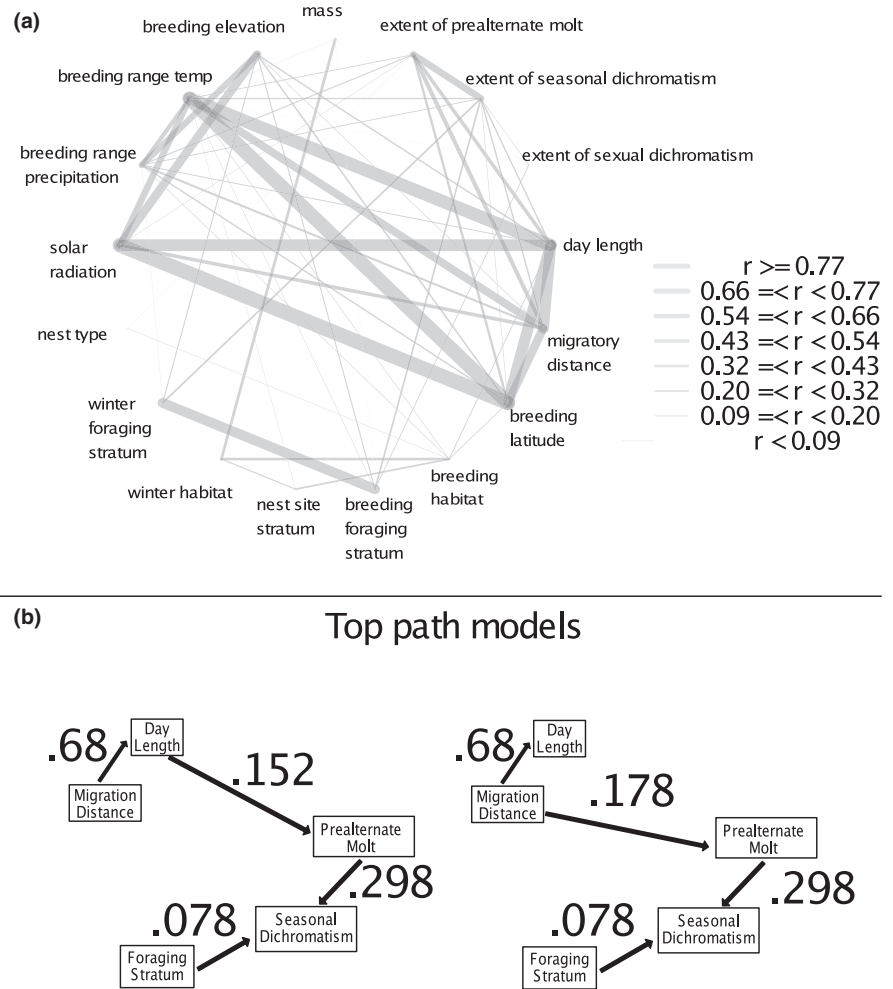 (a)
mass
breeding elevation
extent of prealternate molt
breeding range temp
extent of seasonal dichromatism
breeding range
precipitation
extent of sexual dichromatism
solar
radiation
day length
nest type
migratory
distance
winter
foraging
stratum
breeding
latitude
winter habitat
nest site
stratum
breeding
foraging
stratum
breeding
habitat
r >= 0.77
0.66 =< r < 0.77
0.54 =< r < 0.66
0.43 =< r < 0.54
0.32 =< r < 0.43
0.20 =< r < 0.32
0.09 =< r < 0.20
r < 0.09
(b)
Top path models
.68
Day
Length
.152
Migration
Distance
Prealternate
Molt
.298
.078
Seasonal
Dichromatism
Foraging
Stratum
.68
Day
Length
.178
Migration
Distance
Prealternate
Molt
.298
.078
Seasonal
Dichromatism
Foraging
Stratum